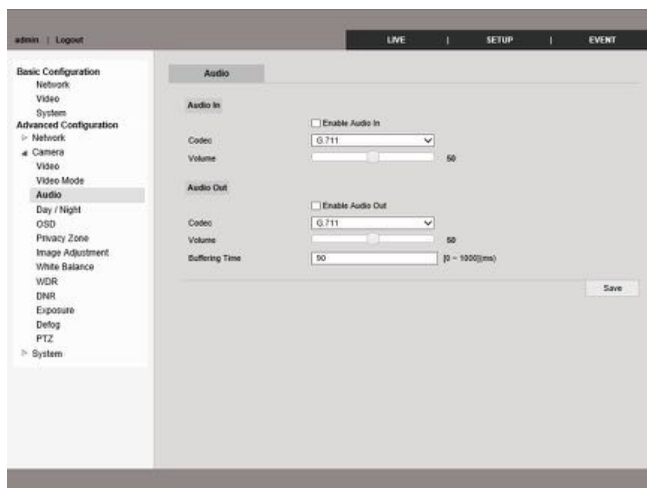 admin | Logout
LIVE | SETUP | EVENT
Basic Configuration
Network
Video
System
Advanced Configuration
Network
Camera
Video
Video Mode
Audio
Day / Night
OSD
Privacy Zone
Image Adjustment
White Balance
WDR
DNR
Exposure
Defog
PTZ
System
Audio
Audio In
Enable Audio In
Codec G.711
Volume 50
Audio Out
Enable Audio Out
Codec G.711
Volume 50
Buffering Time 90 [0 ~ 1000](ms)
Save